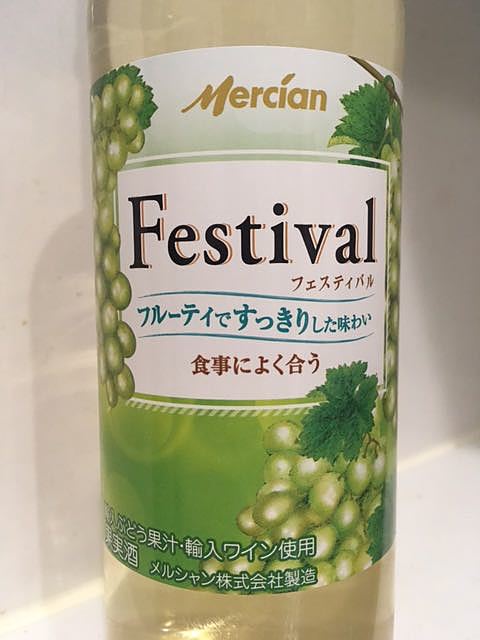 Mercian
Festival
フェスティバル
フルーティですっきりした味わい
食事によく合う
ぶどう果汁・輸入ワイン使用
果実酒
メルシャン株式会社製造